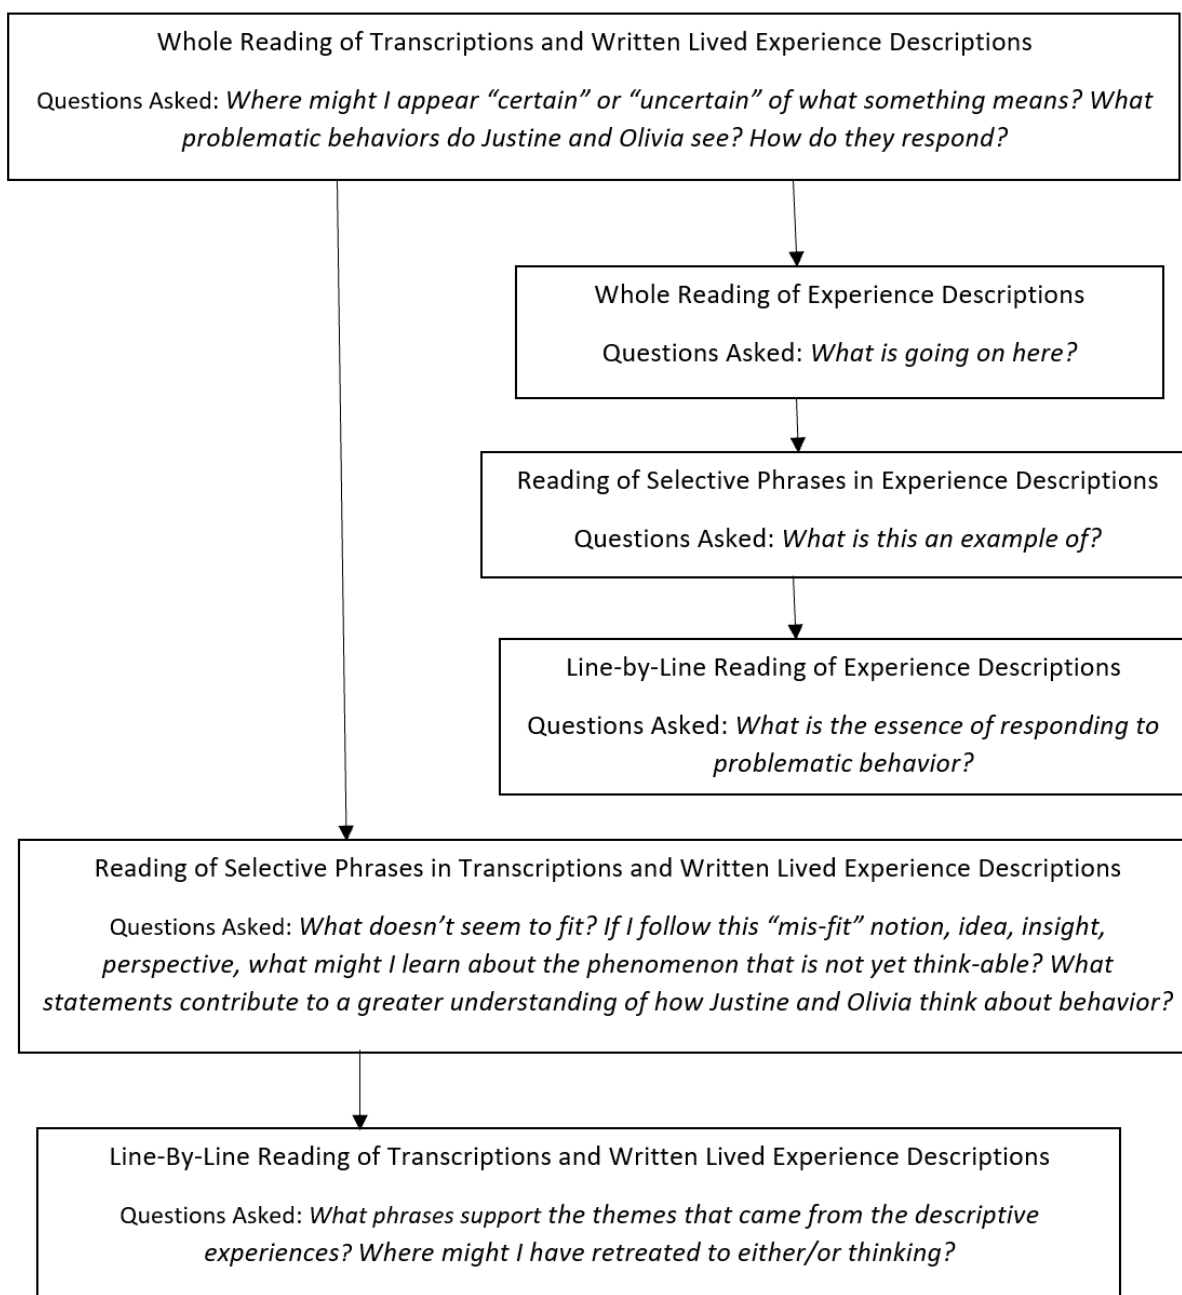 Whole Reading of Transcriptions and Written Lived Experience Descriptions
Questions Asked: Where might I appear “certain” or “uncertain” of what something means? What
problematic behaviors do Justine and Olivia see? How do they respond?
Whole Reading of Experience Descriptions
Questions Asked: What is going on here?
Reading of Selective Phrases in Experience Descriptions
Questions Asked: What is this an example of?
Line-by-Line Reading of Experience Descriptions
Questions Asked: What is the essence of responding to
problematic behavior?
Reading of Selective Phrases in Transcriptions and Written Lived Experience Descriptions
Questions Asked: What doesn’t seem to fit? If I follow this “mis-fit” notion, idea, insight,
perspective, what might I learn about the phenomenon that is not yet think-able? What
statements contribute to a greater understanding of how Justine and Olivia think about behavior?
Line-By-Line Reading of Transcriptions and Written Lived Experience Descriptions
Questions Asked: What phrases support the themes that came from the descriptive
experiences? Where might I have retreated to either/or thinking?